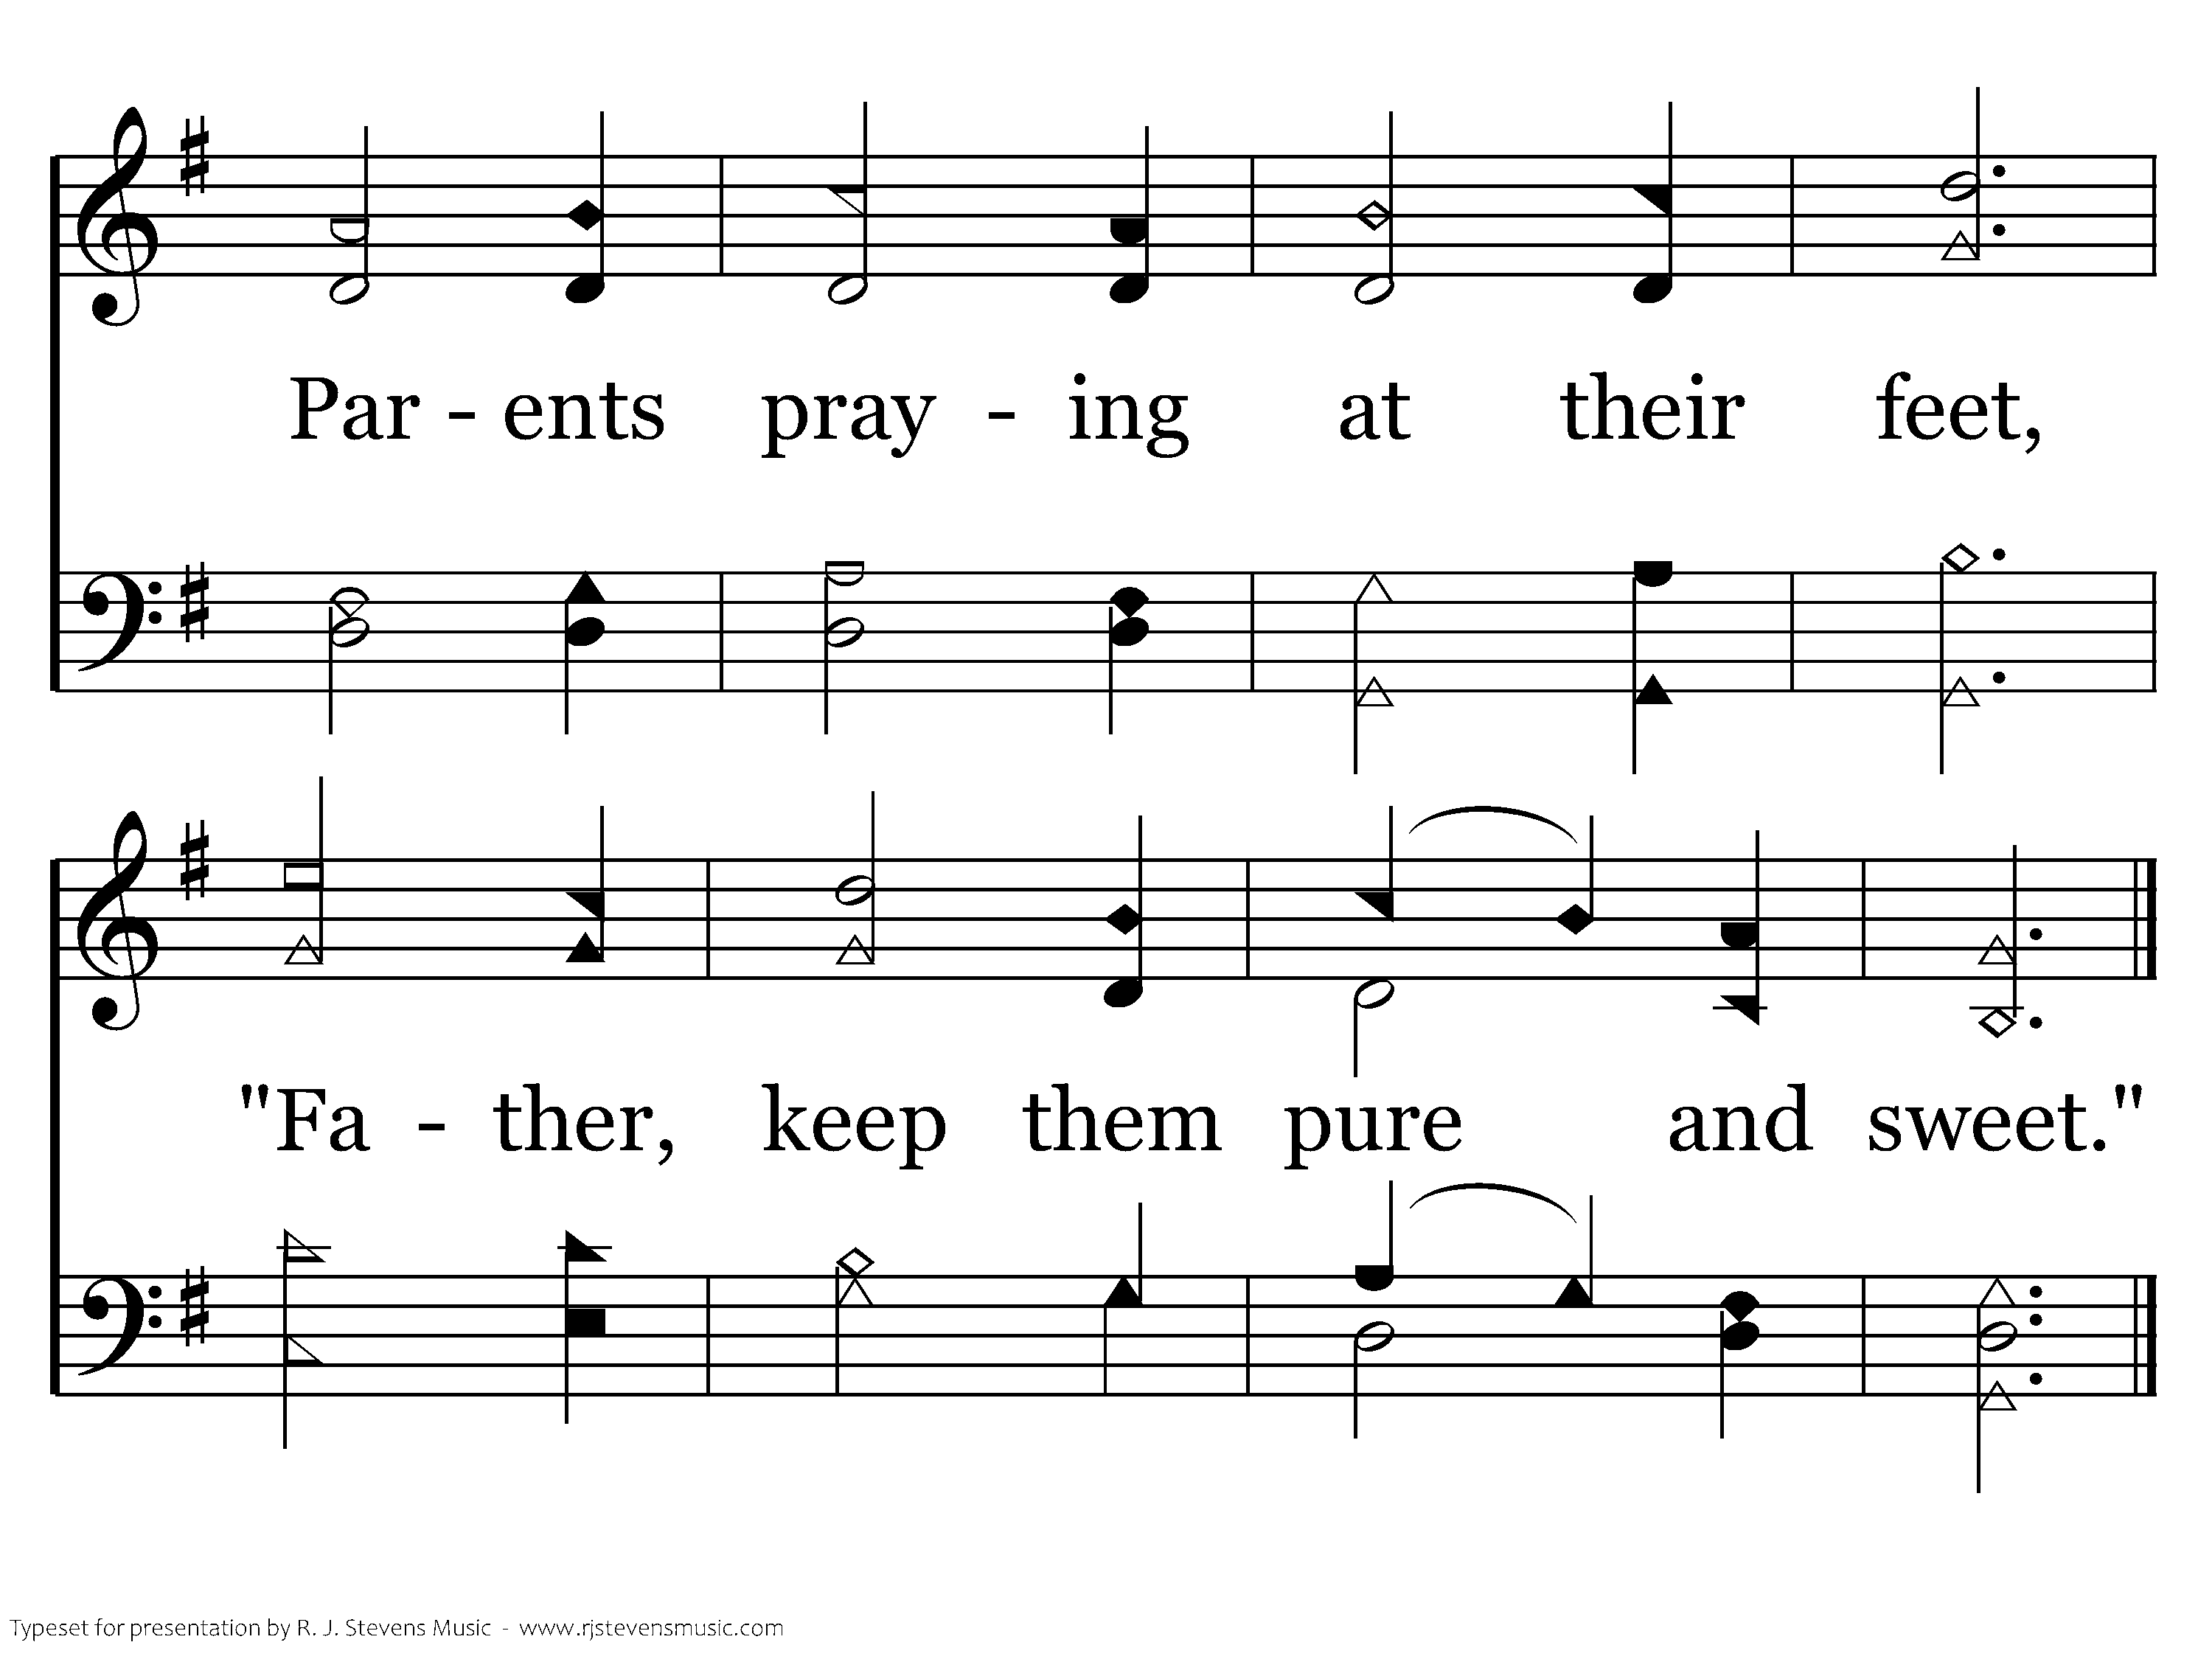 Par - ents pray - ing at their feet,
"Fa - ther, keep them pure and sweet."
Typeset for presentation by R. J. Stevens Music - www.rjstevensmusic.com